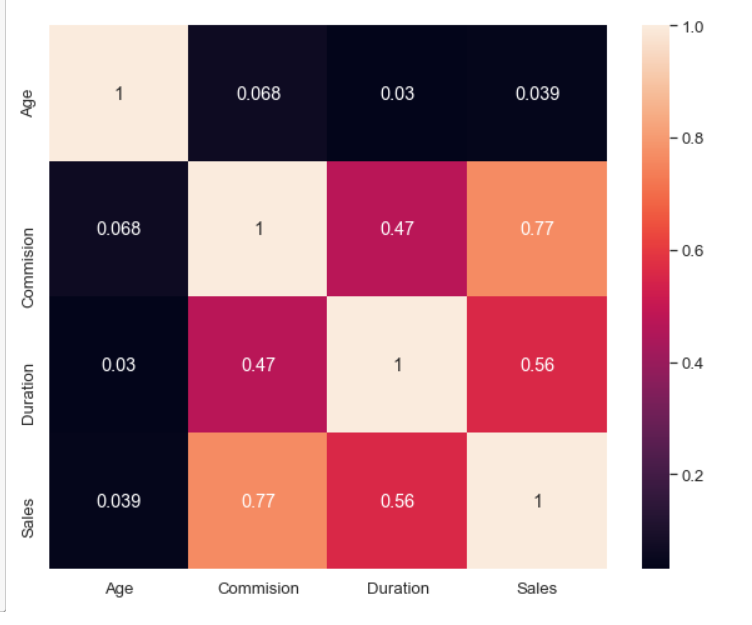 1.0
Age 1 0.068 0.03 0.039
0.8
Commision 0.068 1 0.47 0.77
0.6
Duration 0.03 0.47 1 0.56
0.4
Sales 0.039 0.77 0.56 1
0.2
Age Commision Duration Sales